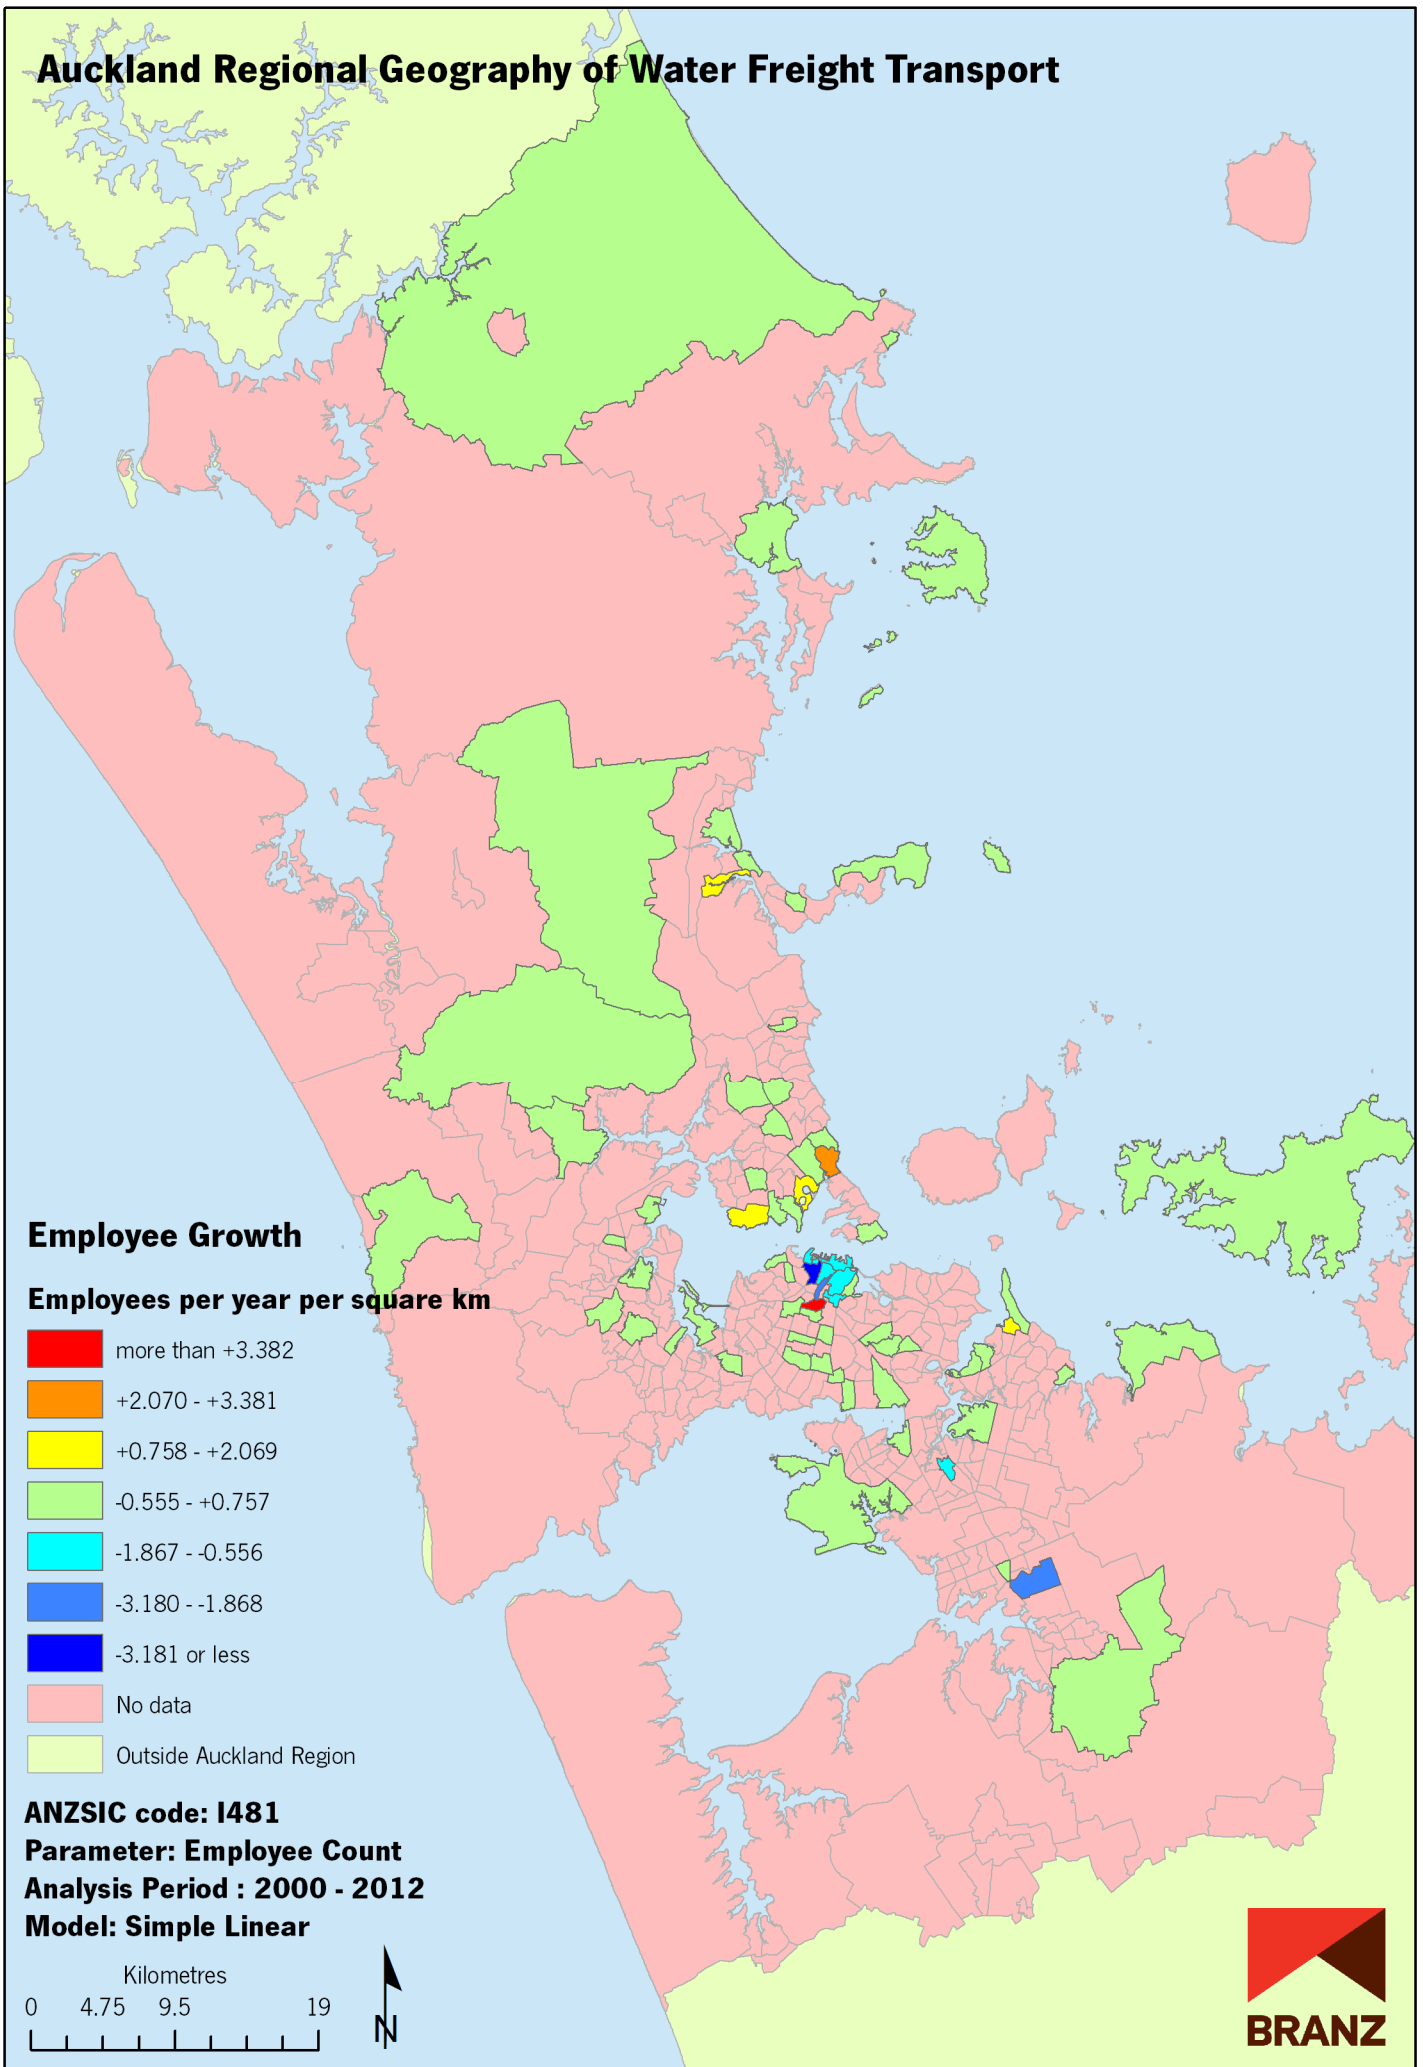 Auckland Regional Geography of Water Freight Transport
Employee Growth
Employees per year per square km
more than +3.382
+2.070 - +3.381
+0.758 - +2.069
-0.555 - +0.757
-1.867 - -0.556
-3.180 - -1.868
-3.181 or less
No data
Outside Auckland Region
ANZSIC code: I481
Parameter: Employee Count
Analysis Period : 2000 - 2012
Model: Simple Linear
Kilometres
0 4.75 9.5 19
N
BRANZ